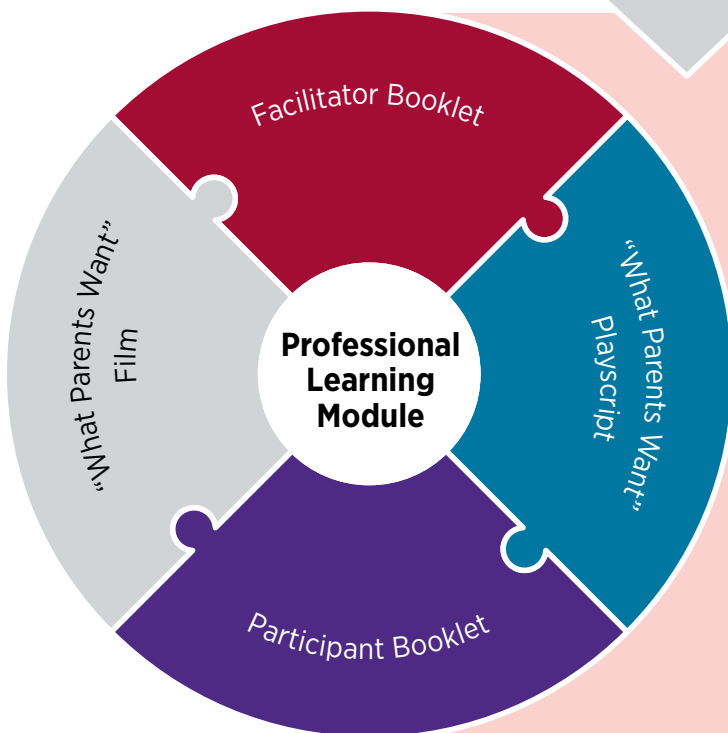 Facilitator Booklet
“What Parents Want”
Film
Professional
Learning
Module
“What Parents Want”
Playscript
Participant Booklet